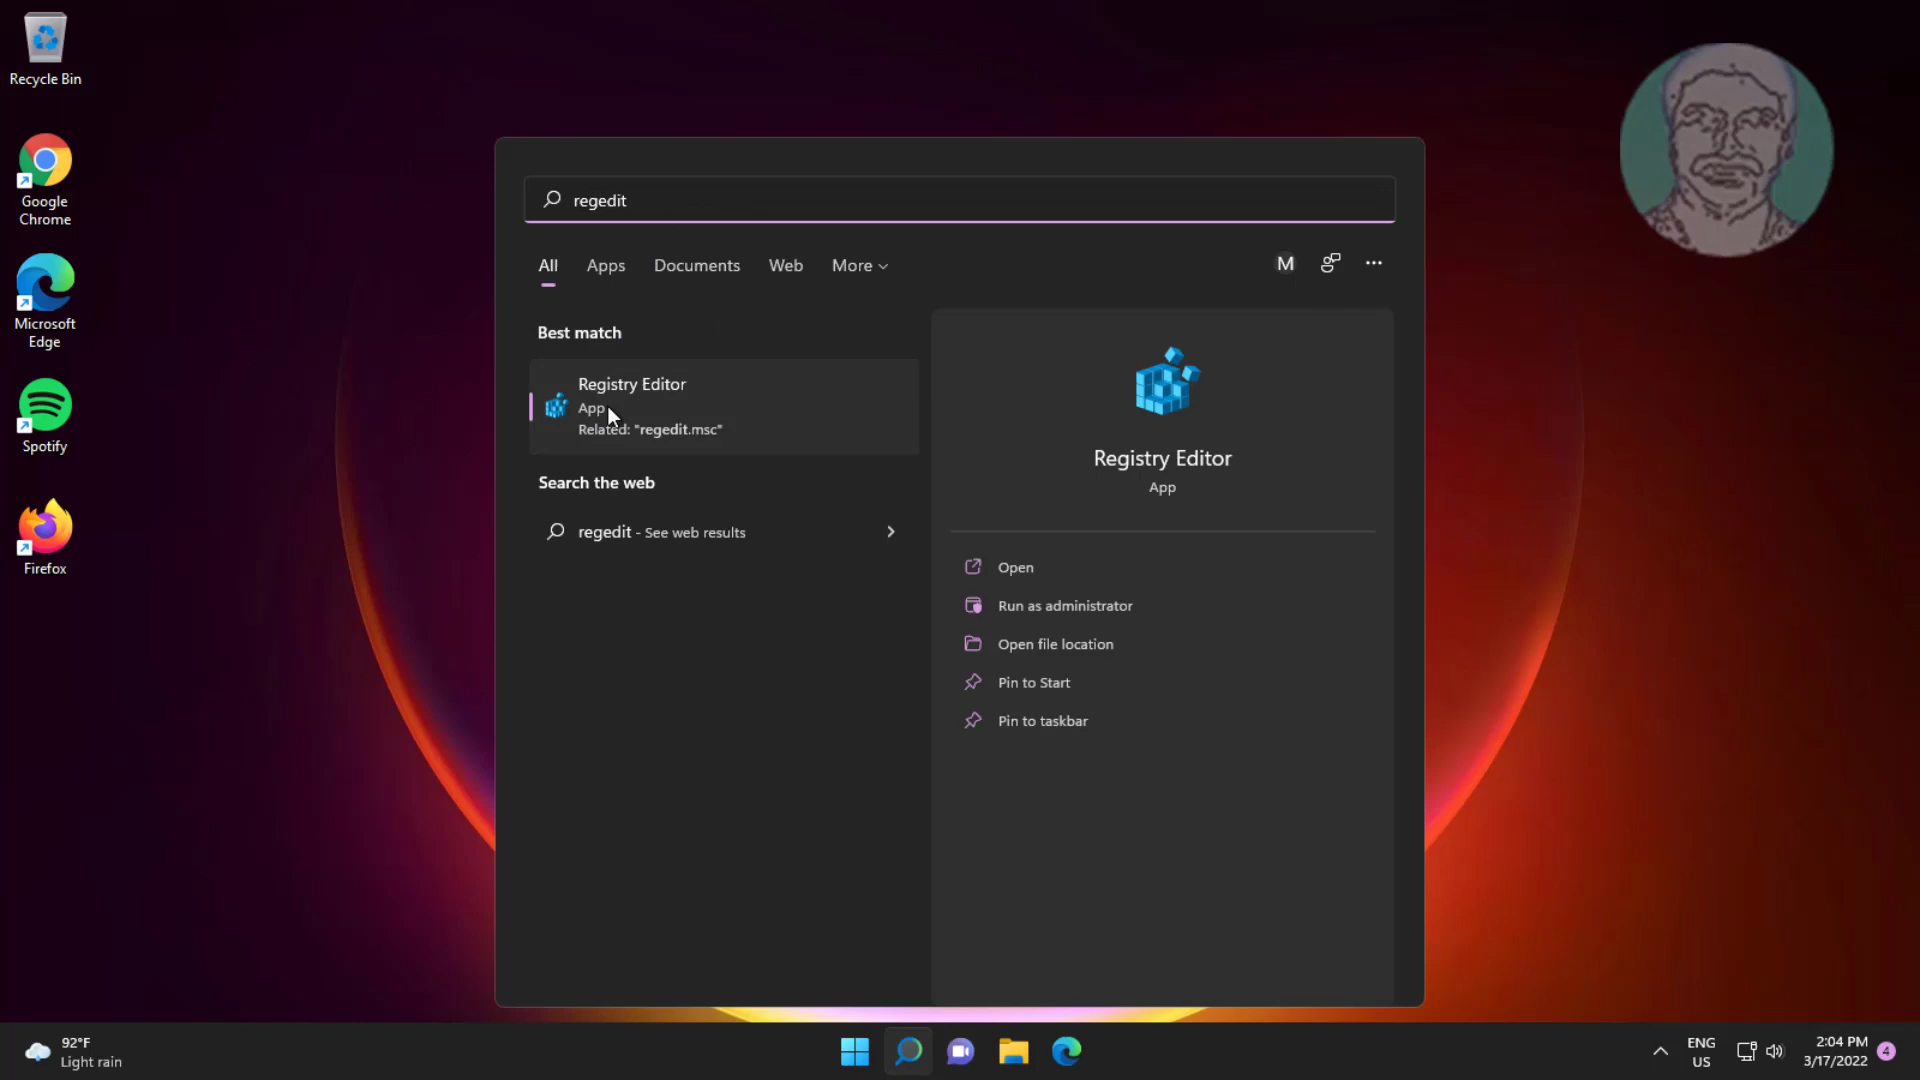 Recycle Bin
Google
Chrome
Microsoft
Edge
Spotify
Firefox
regedit
All
Apps
Documents
Web
More
M
Best match
Registry Editor
App
Related: "regedit.msc"
Search the web
regedit - See web results
Registry Editor
App
Open
Run as administrator
Open file location
Pin to Start
Pin to taskbar
92°F
Light rain
ENG
US
2:04 PM
3/17/2022
4